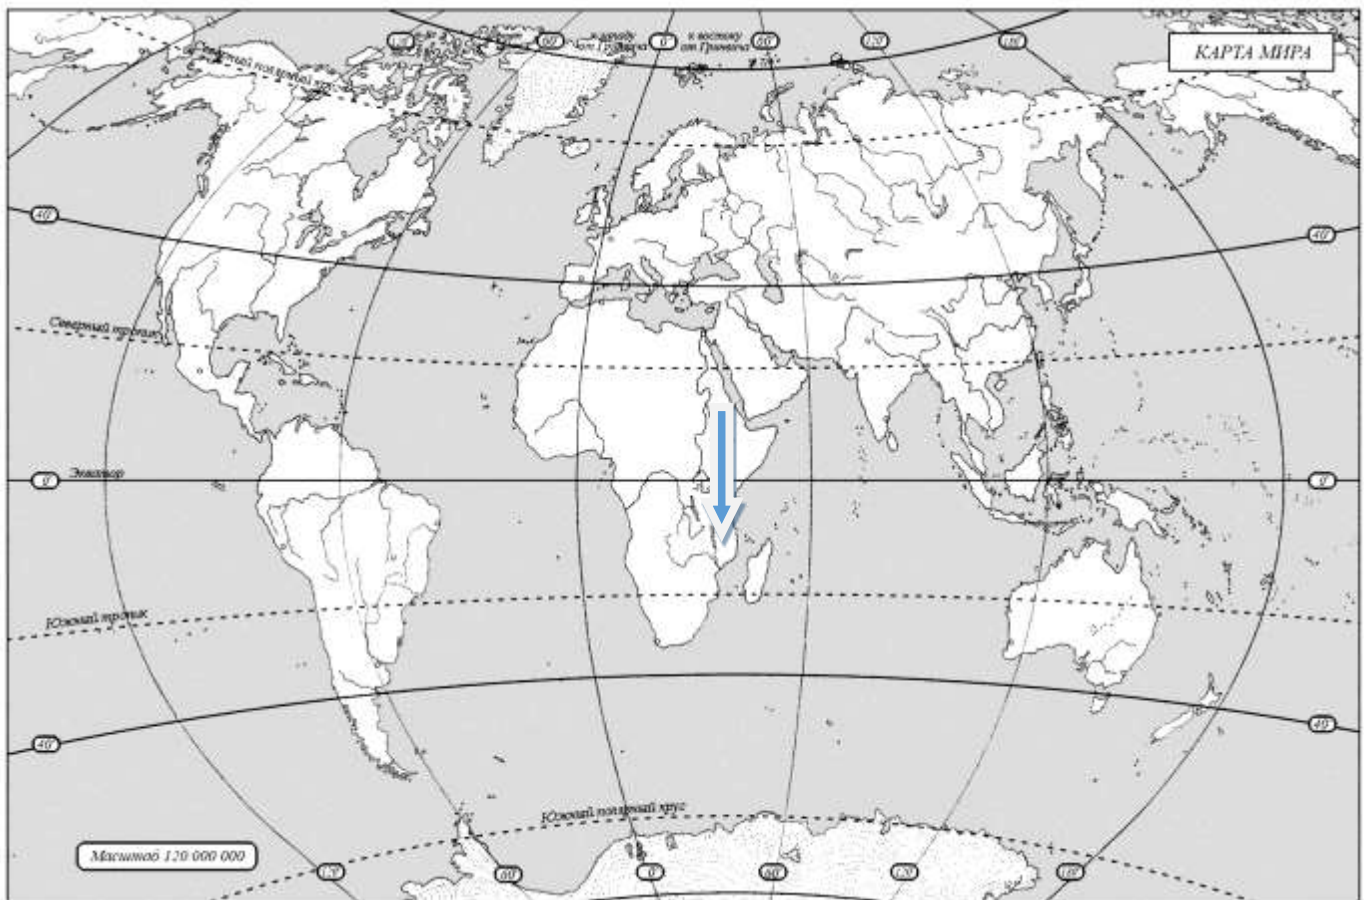 120° 60° к западу от Гринвича 0° к востоку от Гринвича 60° 120° 180°
КАРТА МИРА
Северный полярный круг
40° 40°
Северный тропик
0° Экватор 0°
Южный тропик
40° 40°
Южный полярный круг
Масштаб 120 000 000
120° 60° 0° 60° 120° 180°